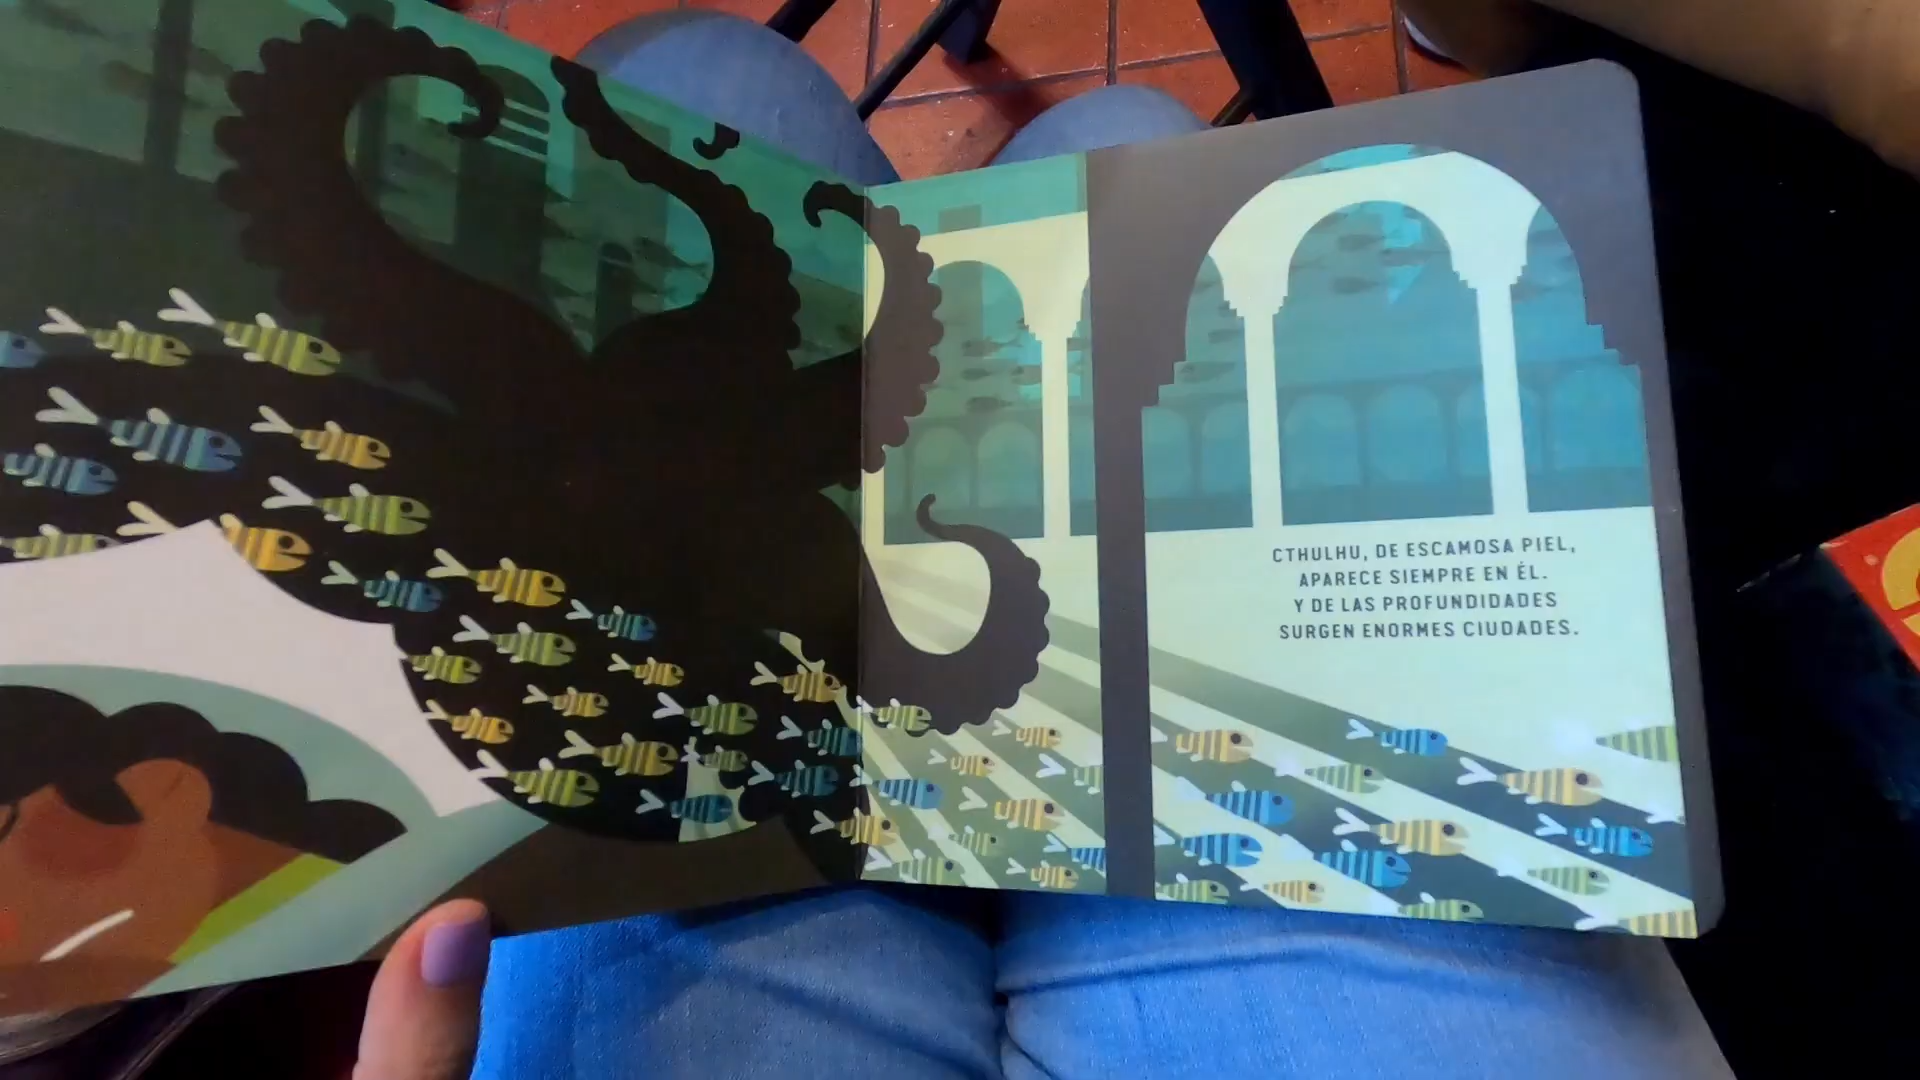 CTHULHU, DE ESCAMOSA PIEL,
APARECE SIEMPRE EN ÉL.
Y DE LAS PROFUNDIDADES
SURGEN ENORMES CIUDADES.